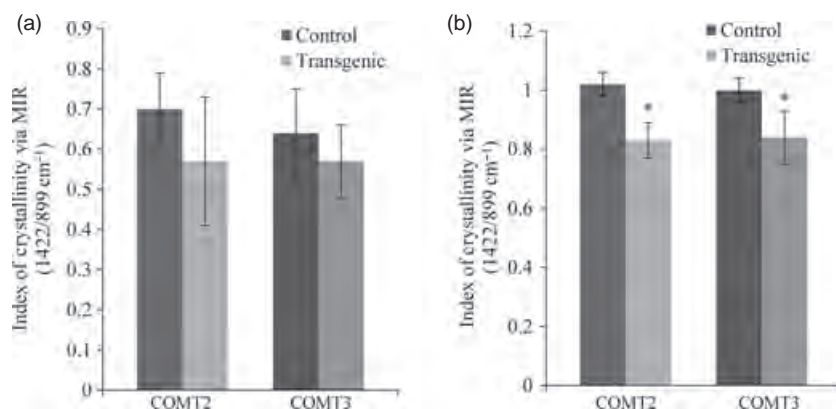 (a)
Index of crystallinity via MIR
(1422/899 cm⁻¹)
0.9
0.8
0.7
0.6
0.5
0.4
0.3
0.2
0.1
0
Control
Transgenic
COMT2
COMT3
(b)
Index of crystallinity via MIR
(1422/899 cm⁻¹)
1.2
1
0.8
0.6
0.4
0.2
0
Control
Transgenic
*
*
COMT2
COMT3